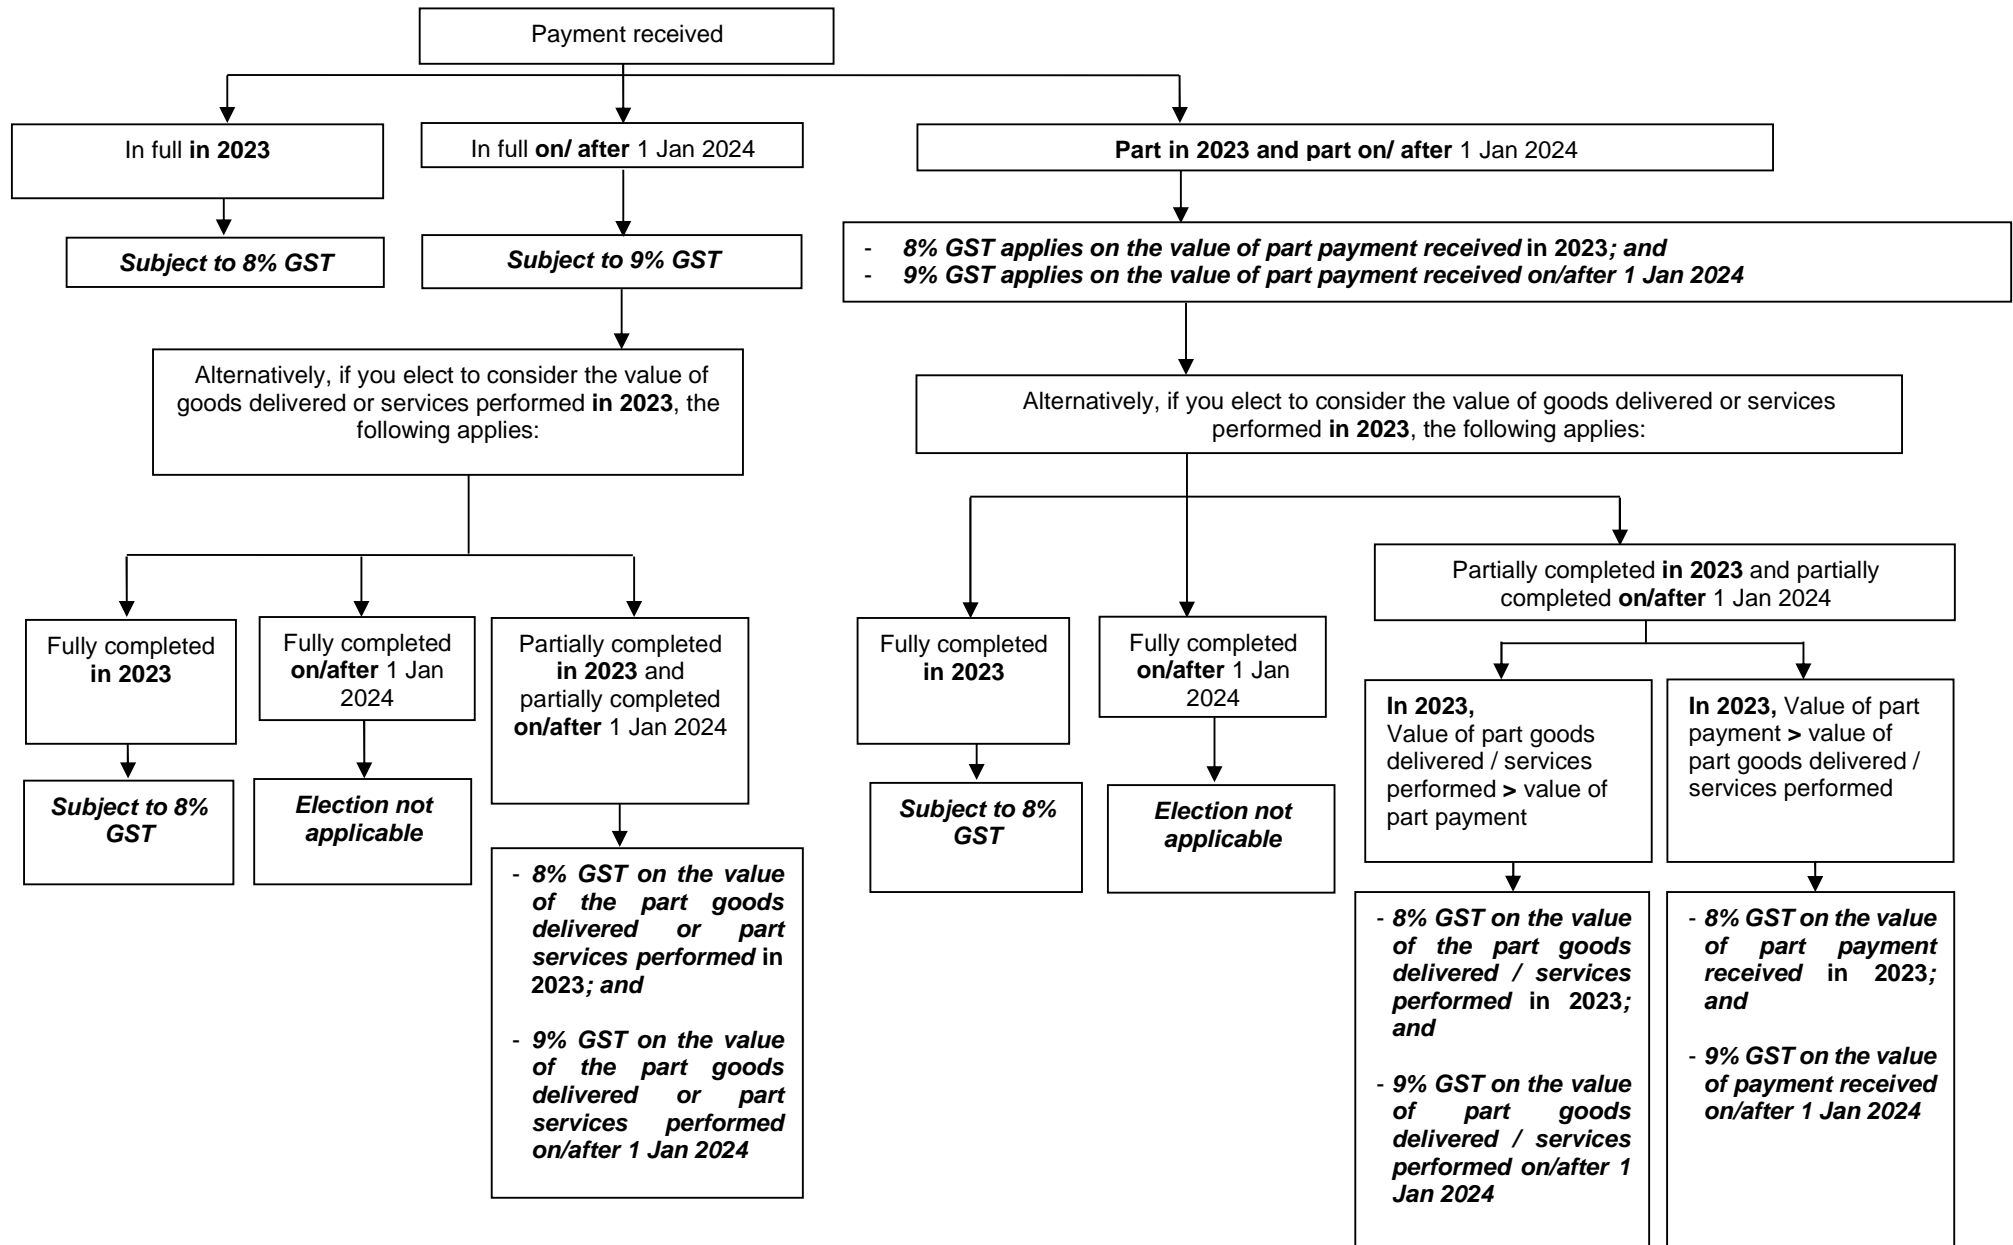 Payment received
In full in 2023
In full on/ after 1 Jan 2024
Part in 2023 and part on/ after 1 Jan 2024
Subject to 8% GST
Subject to 9% GST
- 8% GST applies on the value of part payment received in 2023; and
- 9% GST applies on the value of part payment received on/after 1 Jan 2024
Alternatively, if you elect to consider the value of
goods delivered or services performed in 2023, the
following applies:
Alternatively, if you elect to consider the value of goods delivered or services
performed in 2023, the following applies:
Fully completed
in 2023
Fully completed
on/after 1 Jan
2024
Partially completed
in 2023 and
partially completed
on/after 1 Jan 2024
Subject to 8%
GST
Election not
applicable
- 8% GST on the value
of the part goods
delivered or part
services performed in
2023; and
- 9% GST on the value
of the part goods
delivered or part
services performed
on/after 1 Jan 2024
Fully completed
in 2023
Fully completed
on/after 1 Jan
2024
Partially completed in 2023 and partially
completed on/after 1 Jan 2024
Subject to 8%
GST
Election not
applicable
In 2023,
Value of part goods
delivered / services
performed > value of
part payment
In 2023, Value of part
payment > value of
part goods delivered /
services performed
- 8% GST on the value
of the part goods
delivered / services
performed in 2023;
and
- 9% GST on the value
of part goods
delivered / services
performed on/after 1
Jan 2024
- 8% GST on the value
of part payment
received in 2023;
and
- 9% GST on the value
of payment received
on/after 1 Jan 2024